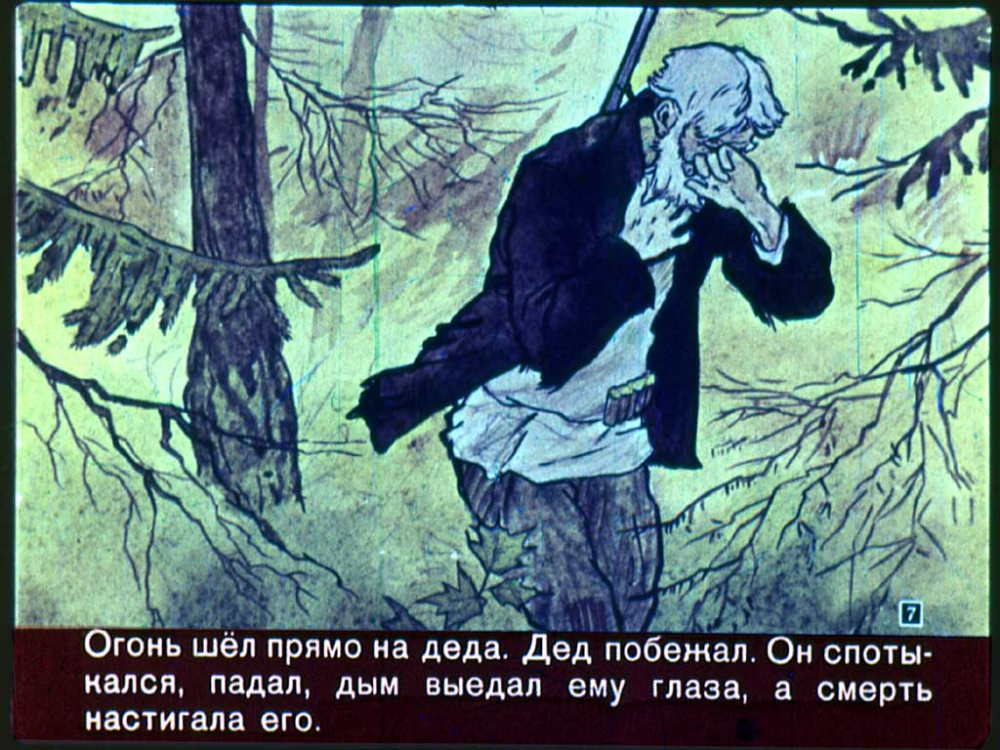 7
Огонь шёл прямо на деда. Дед побежал. Он споты-
кался, падал, дым выедал ему глаза, а смерть
настигала его.